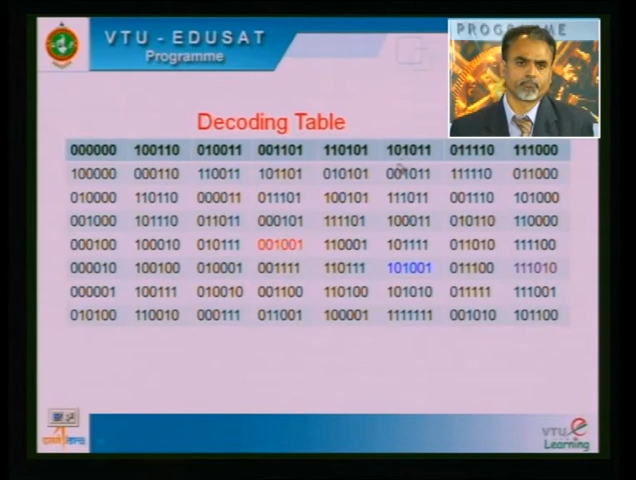 VTU - EDUSAT
Programme
PROGRAMME
Decoding Table
000000 100110 010011 001101 110101 101011 011110 111000
100000 000110 110011 101101 010101 001011 111110 011000
010000 110110 000011 011101 100101 111011 001110 101000
001000 101110 011011 000101 111101 100011 010110 110000
000100 100010 010111 001001 110001 101111 011010 111100
000010 100100 010001 001111 110111 101001 011100 111010
000001 100111 010010 001100 110100 101010 011111 111001
010100 110010 000111 011001 100001 1111111 001010 101100
VTU e
Learning